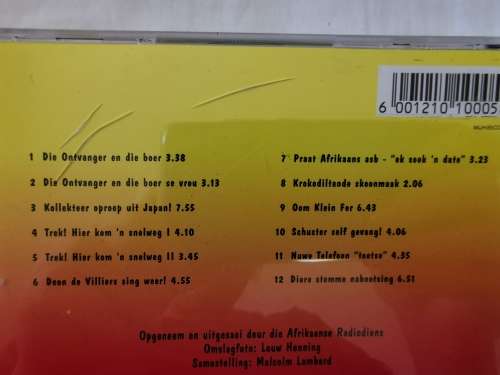 1 Die Ontvanger en die boer 3.38
2 Die Ontvanger en die boer se vrou 3.13
3 Kollekteer oproep uit Japan! 7.55
4 Trek! Hier kom 'n snelweg I 4.10
5 Trek! Hier kom 'n snelweg II 3.45
6 Deon de Villiers sing weer! 4.55
7 Praat Afrikaans asb - "ek soek 'n date" 3.23
8 Krokodilnode skoonmaak 2.06
9 Oom Klein Fer 6.43
10 Schuster self gevang! 4.06
11 Nuwe Telefoon "toetse" 4.35
12 Diere stemme nabootsing 6.51
6 001210 10005
Opgeneem en uitgesaai deur die Afrikaanse Radiodiens
Omslagfoto: Louw Henning
Samestelling: Malcolm Lombard